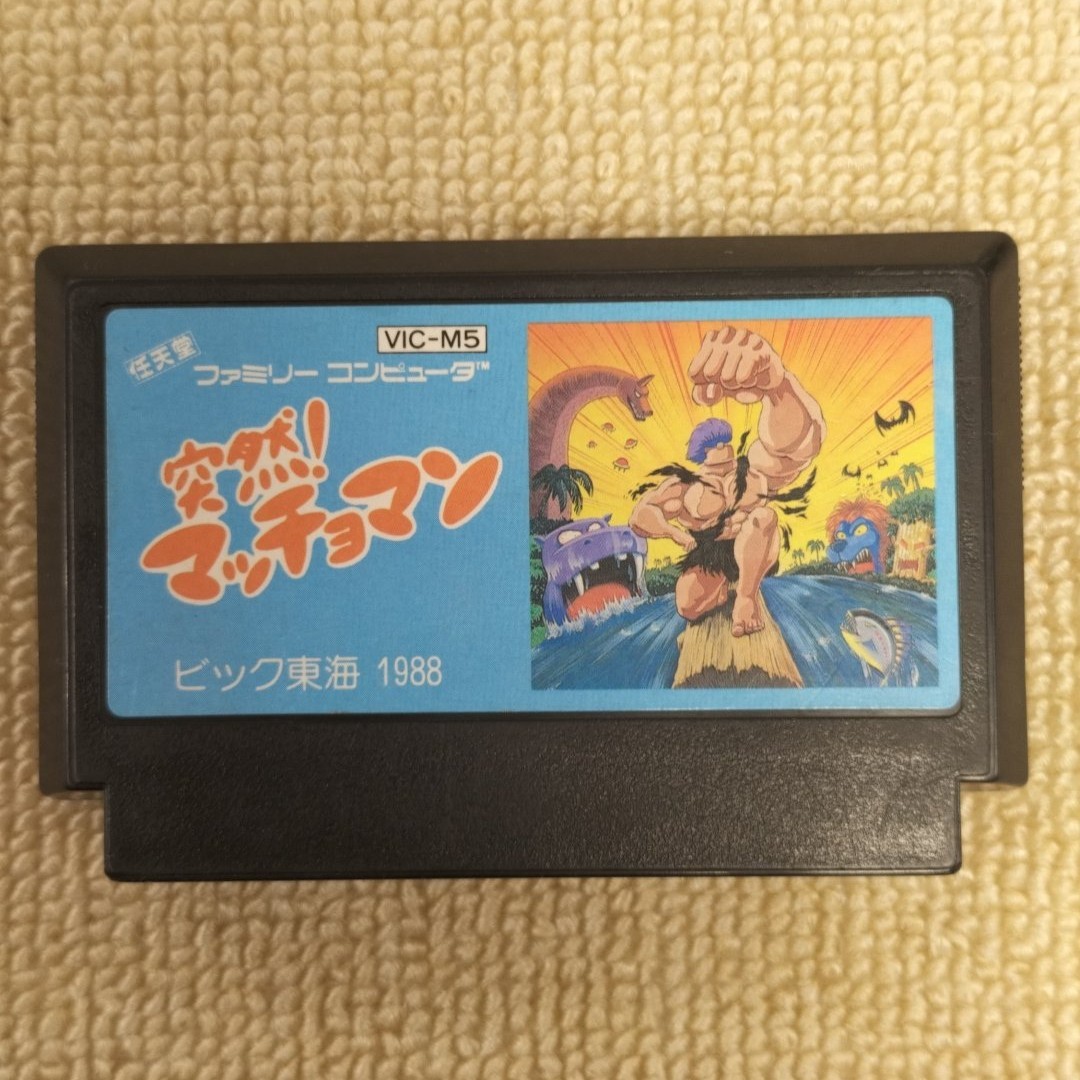 VIC-M5
任天堂
ファミリー コンピュータ™
突然!
マッチョマン
ビック東海 1988